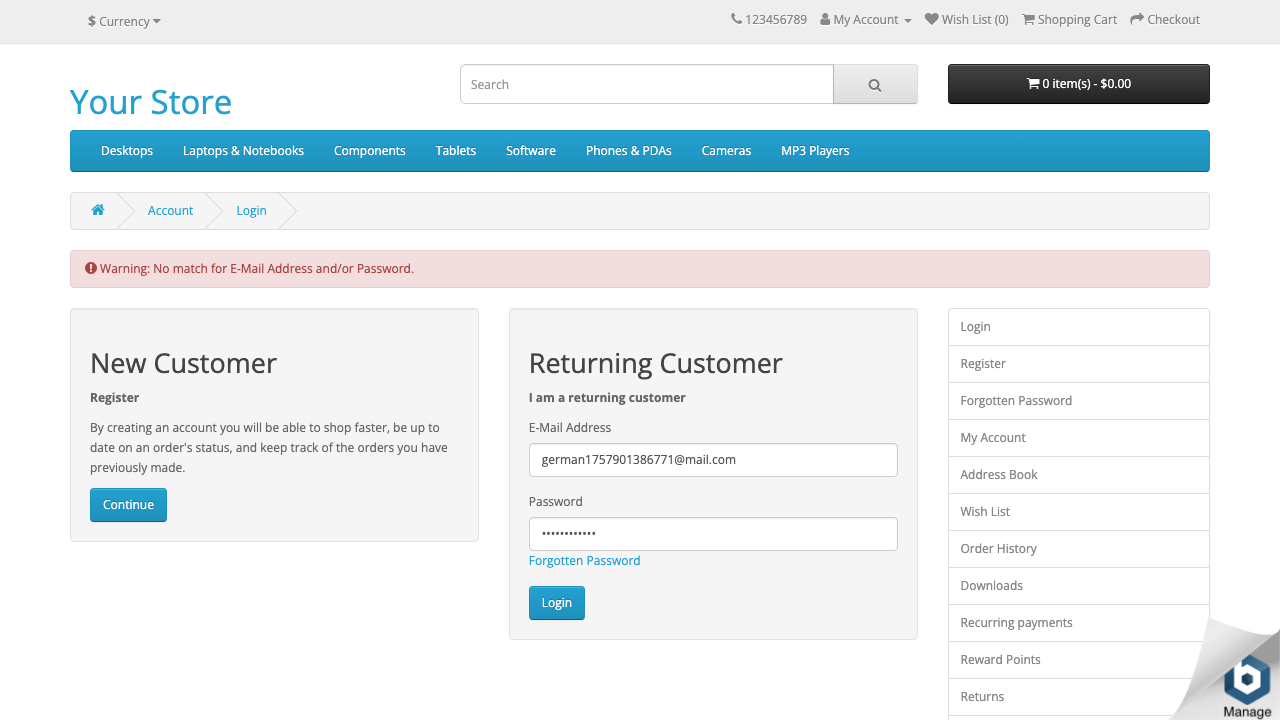 $ Currency
123456789 My Account Wish List (0) Shopping Cart Checkout
Your Store
Search
0 item(s) - $0.00
Desktops Laptops & Notebooks Components Tablets Software Phones & PDAs Cameras MP3 Players
Account Login
Warning: No match for E-Mail Address and/or Password.
New Customer
Register
By creating an account you will be able to shop faster, be up to
date on an order's status, and keep track of the orders you have
previously made.
Continue
Returning Customer
I am a returning customer
E-Mail Address
german1757901386771@mail.com
Password
••••••••••••
Forgotten Password
Login
Login
Register
Forgotten Password
My Account
Address Book
Wish List
Order History
Downloads
Recurring payments
Reward Points
Returns
Manage